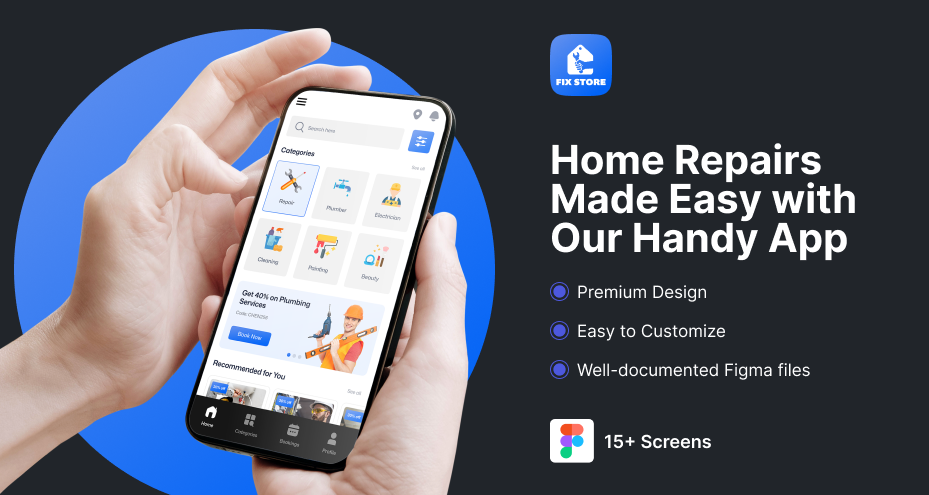 FIX STORE
Home Repairs
Made Easy with
Our Handy App
Premium Design
Easy to Customize
Well-documented Figma files
15+ Screens
Search here
Categories
See all
Repair
Plumber
Electrician
Cleaning
Painting
Beauty
Get 40% on Plumbing
Services
Book Now
Recommended for You
See all
Home
Categories
Bookings
Profile